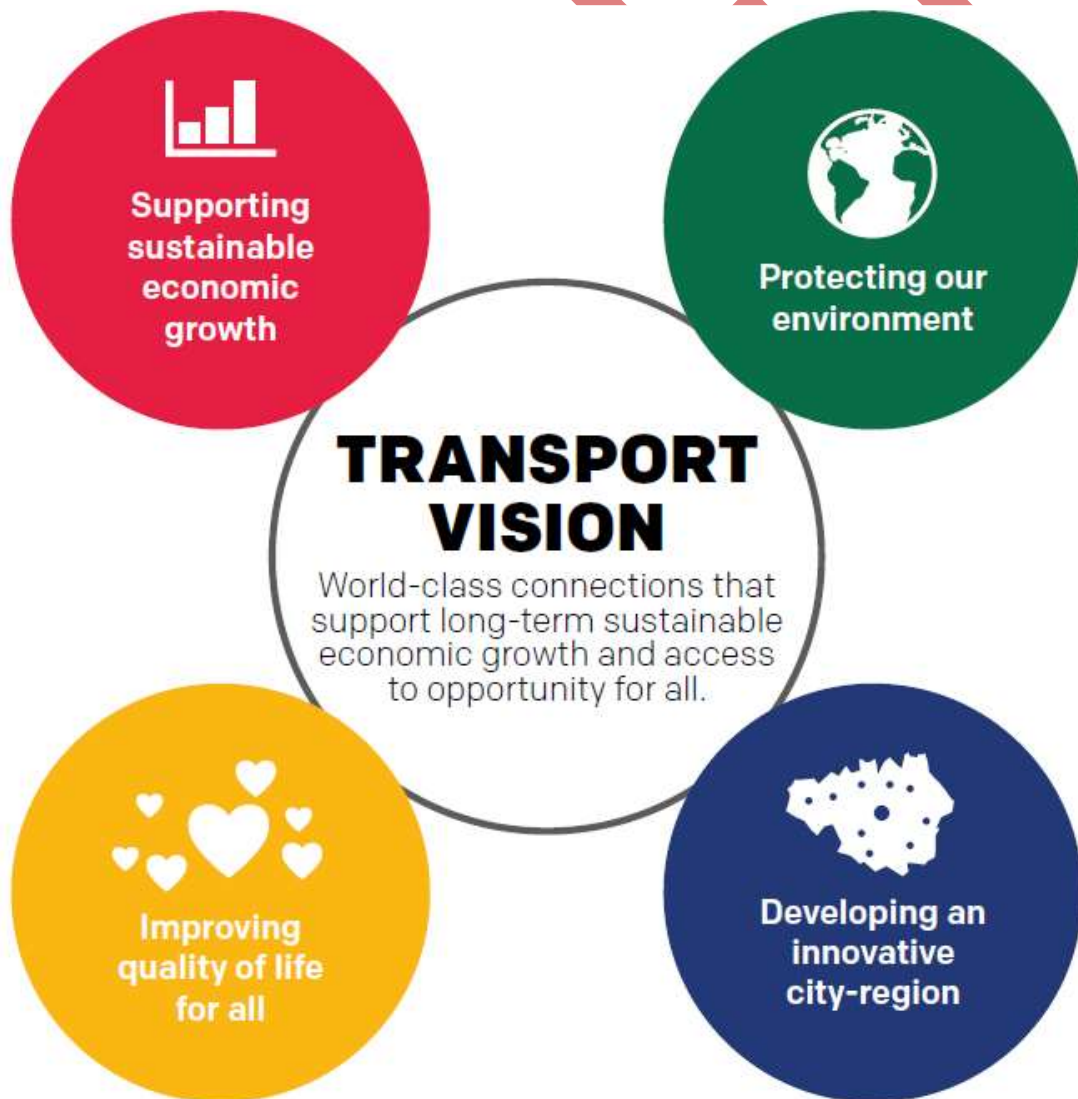 Supporting
sustainable
economic
growth
Protecting our
environment
TRANSPORT
VISION
World-class connections that
support long-term sustainable
economic growth and access
to opportunity for all.
Improving
quality of life
for all
Developing an
innovative
city-region